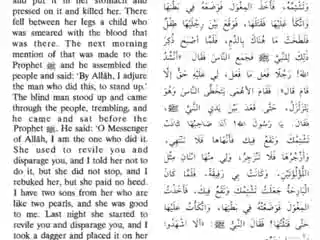 and put it in her stomach and
pressed on it and killed her. There
fell between her legs a child who
was smeared with the blood that
was there. The next morning
mention of that was made to the
Prophet ﷺ and he assembled the
people and said: 'By Allâh, I adjure
the man who did this, to stand up.'
The blind man stood up and came
through the people, trembling, and
he came and sat before the
Prophet ﷺ. He said: 'O Messenger
of Allâh, I am the one who did it.
She used to revile you and
disparage you, and I told her not to
do it, but she did not stop, and I
rebuked her, but she paid no heed.
I have two sons from her who are
like two pearls, and she was good
to me. Last night she started to
revile you and disparage you, and I
took a dagger and placed it on her
وَتَشْتِمُهُ، فَأَخَذَ الْمِغْوَلَ فَوَضَعَهُ فِي بَطْنِهَا
وَاتَّكَأَ عَلَيْهَا فَقَتَلَهَا، فَوَقَعَ بَيْنَ رِجْلَيْهَا طِفْلٌ
فَلَطَخَتْ مَا هُنَاكَ بِالدَّمِ، فَلَمَّا أَصْبَحَ ذُكِرَ
ذَلِكَ لِلنَّبِيِّ ﷺ فَجَمَعَ النَّاسَ فَقَالَ: «أَنْشُدُ
اللهَ! رَجُلًا فَعَلَ مَا فَعَلَ، لِي عَلَيْهِ حَقٌّ إِلَّا
قَامَ» قَالَ: فَقَامَ الْأَعْمَى يَتَخَطَّى النَّاسَ وَهُوَ
يَتَزَلْزَلُ، حَتَّى قَعَدَ بَيْنَ يَدَيِ النَّبِيِّ ﷺ،
فَقَالَ: يَا رَسُولَ اللهِ! أَنَا صَاحِبُهَا كَانَتْ
تَشْتِمُكَ وَتَقَعُ فِيكَ فَأَنْهَاهَا فَلَا تَنْتَهِي،
وَأَزْجُرُهَا فَلَا تَنْزَجِرُ، وَلِي مِنْهَا ابْنَانِ مِثْلُ
اللُّؤْلُؤَتَيْنِ، وَكَانَتْ بِي رَفِيقَةً، فَلَمَّا كَانَ
الْبَارِحَةَ جَعَلَتْ تَشْتِمُكَ وَتَقَعُ فِيكَ، فَأَخَذْتُ
الْمِغْوَلَ فَوَضَعْتُهُ فِي بَطْنِهَا وَاتَّكَأْتُ عَلَيْهَا
حَتَّى قَتَلْتُهَا! فَقَالَ النَّبِيُّ ﷺ: «أَلَا اشْهَدُوا